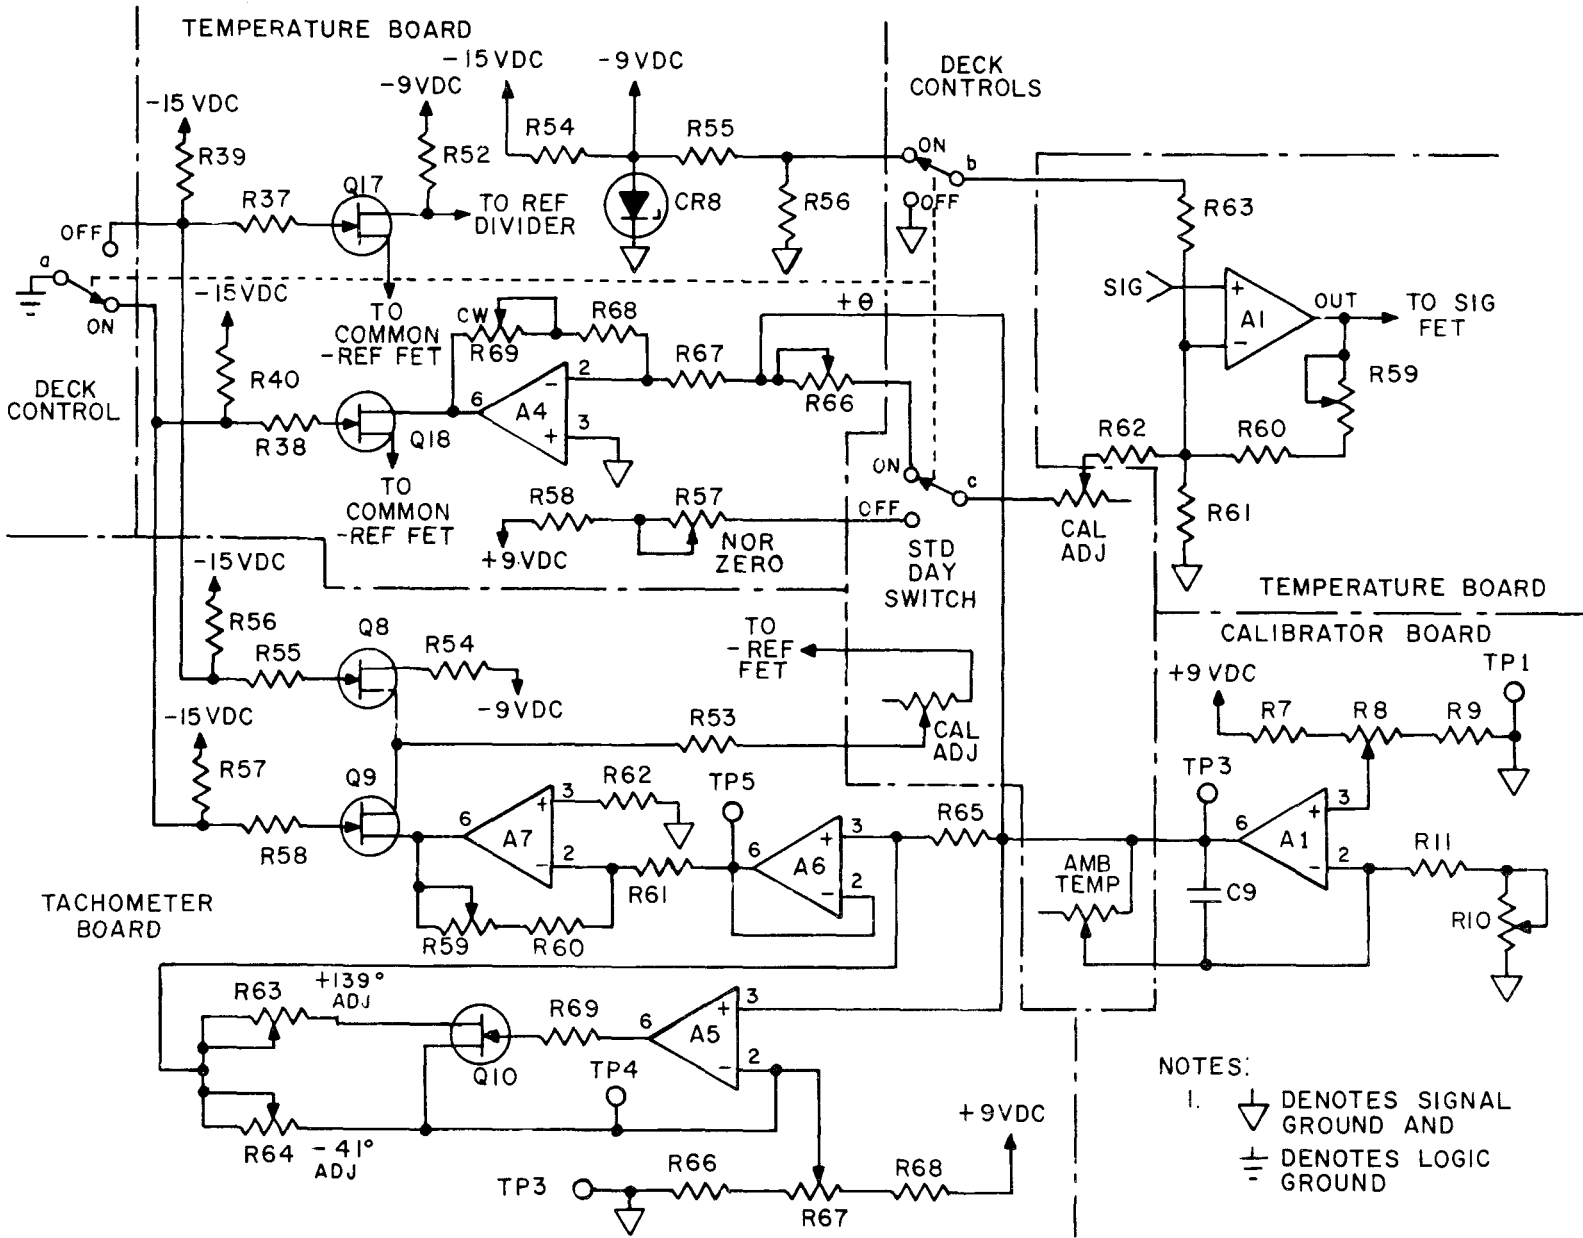 TEMPERATURE BOARD
-15VDC
-9VDC
DECK
CONTROLS
-9VDC
-15VDC
R54
R55
ON
b
R39
R52
Q17
R37
TO REF
DIVIDER
CR8
R56
OFF
R63
OFF
a
-15VDC
SIG
+
-
A1
OUT
TO SIG
FET
ON
TO
COMMON
-REF FET
CW
R69
R68
+θ
R59
DECK
CONTROL
R40
2
-
R67
R66
6
A4
+
3
R38
Q18
R62
R60
ON
TO
COMMON
-REF FET
c
R58
R57
OFF
R61
+9VDC
NOR
ZERO
STD
DAY
SWITCH
CAL
ADJ
-15VDC
TEMPERATURE BOARD
R56
Q8
TO
-REF
FET
CALIBRATOR BOARD
R55
R54
+9VDC
TP1
-15VDC
-9VDC
R53
CAL
ADJ
R7
R8
R9
R57
Q9
R62
TP5
TP3
3
+
A7
6
-
2
R58
R61
6
3
+
A6
-
2
R65
AMB
TEMP
6
3
+
A1
-
2
R11
C9
R10
TACHOMETER
BOARD
R59
R60
R63
+139°
ADJ
R69
6
A5
+
3
-
2
Q10
TP4
NOTES:
1.
DENOTES SIGNAL
GROUND AND
DENOTES LOGIC
GROUND
R64
-41°
ADJ
+9VDC
TP3
R66
R67
R68